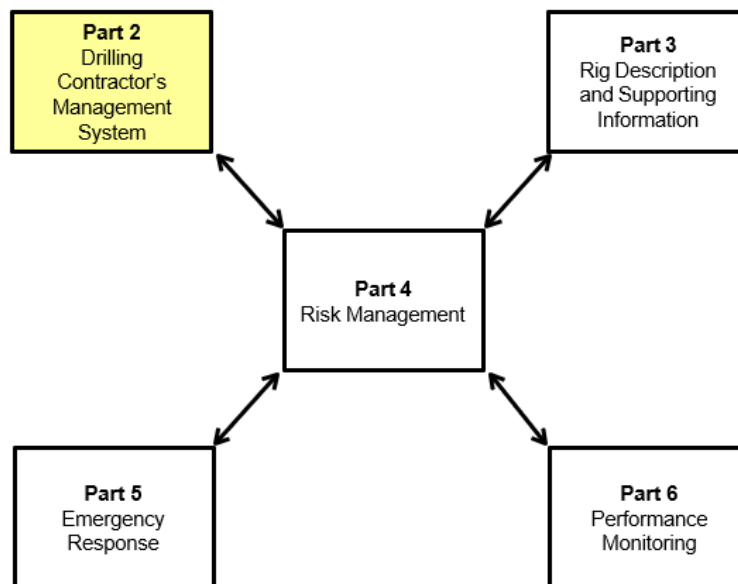 Part 2
Drilling
Contractor's
Management
System
Part 3
Rig Description
and Supporting
Information
Part 4
Risk Management
Part 5
Emergency
Response
Part 6
Performance
Monitoring